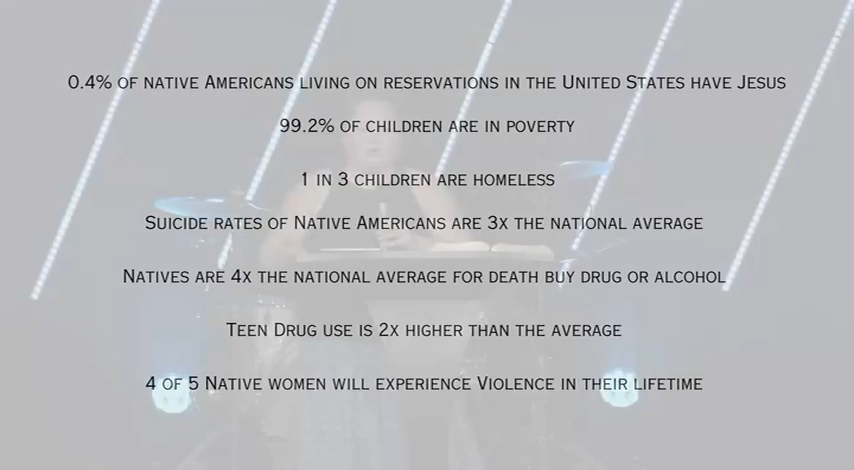 0.4% of native Americans living on reservations in the United States have Jesus
99.2% of children are in poverty
1 in 3 children are homeless
Suicide rates of Native Americans are 3x the national average
Natives are 4x the national average for death buy drug or alcohol
Teen Drug use is 2x higher than the average
4 of 5 Native women will experience Violence in their lifetime